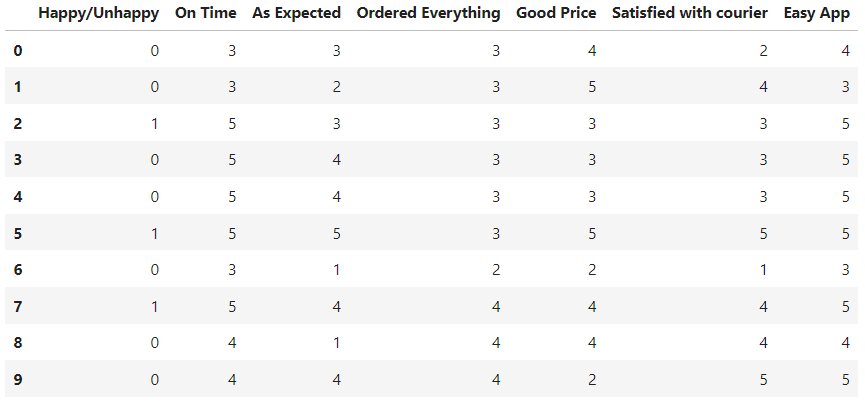 Happy/Unhappy On Time As Expected Ordered Everything Good Price Satisfied with courier Easy App
0 0 3 3 3 4 2 4
1 0 3 2 3 5 4 3
2 1 5 3 3 3 3 5
3 0 5 4 3 3 3 5
4 0 5 4 3 3 3 5
5 1 5 5 3 5 5 5
6 0 3 1 2 2 1 3
7 1 5 4 4 4 4 5
8 0 4 1 4 4 4 4
9 0 4 4 4 2 5 5